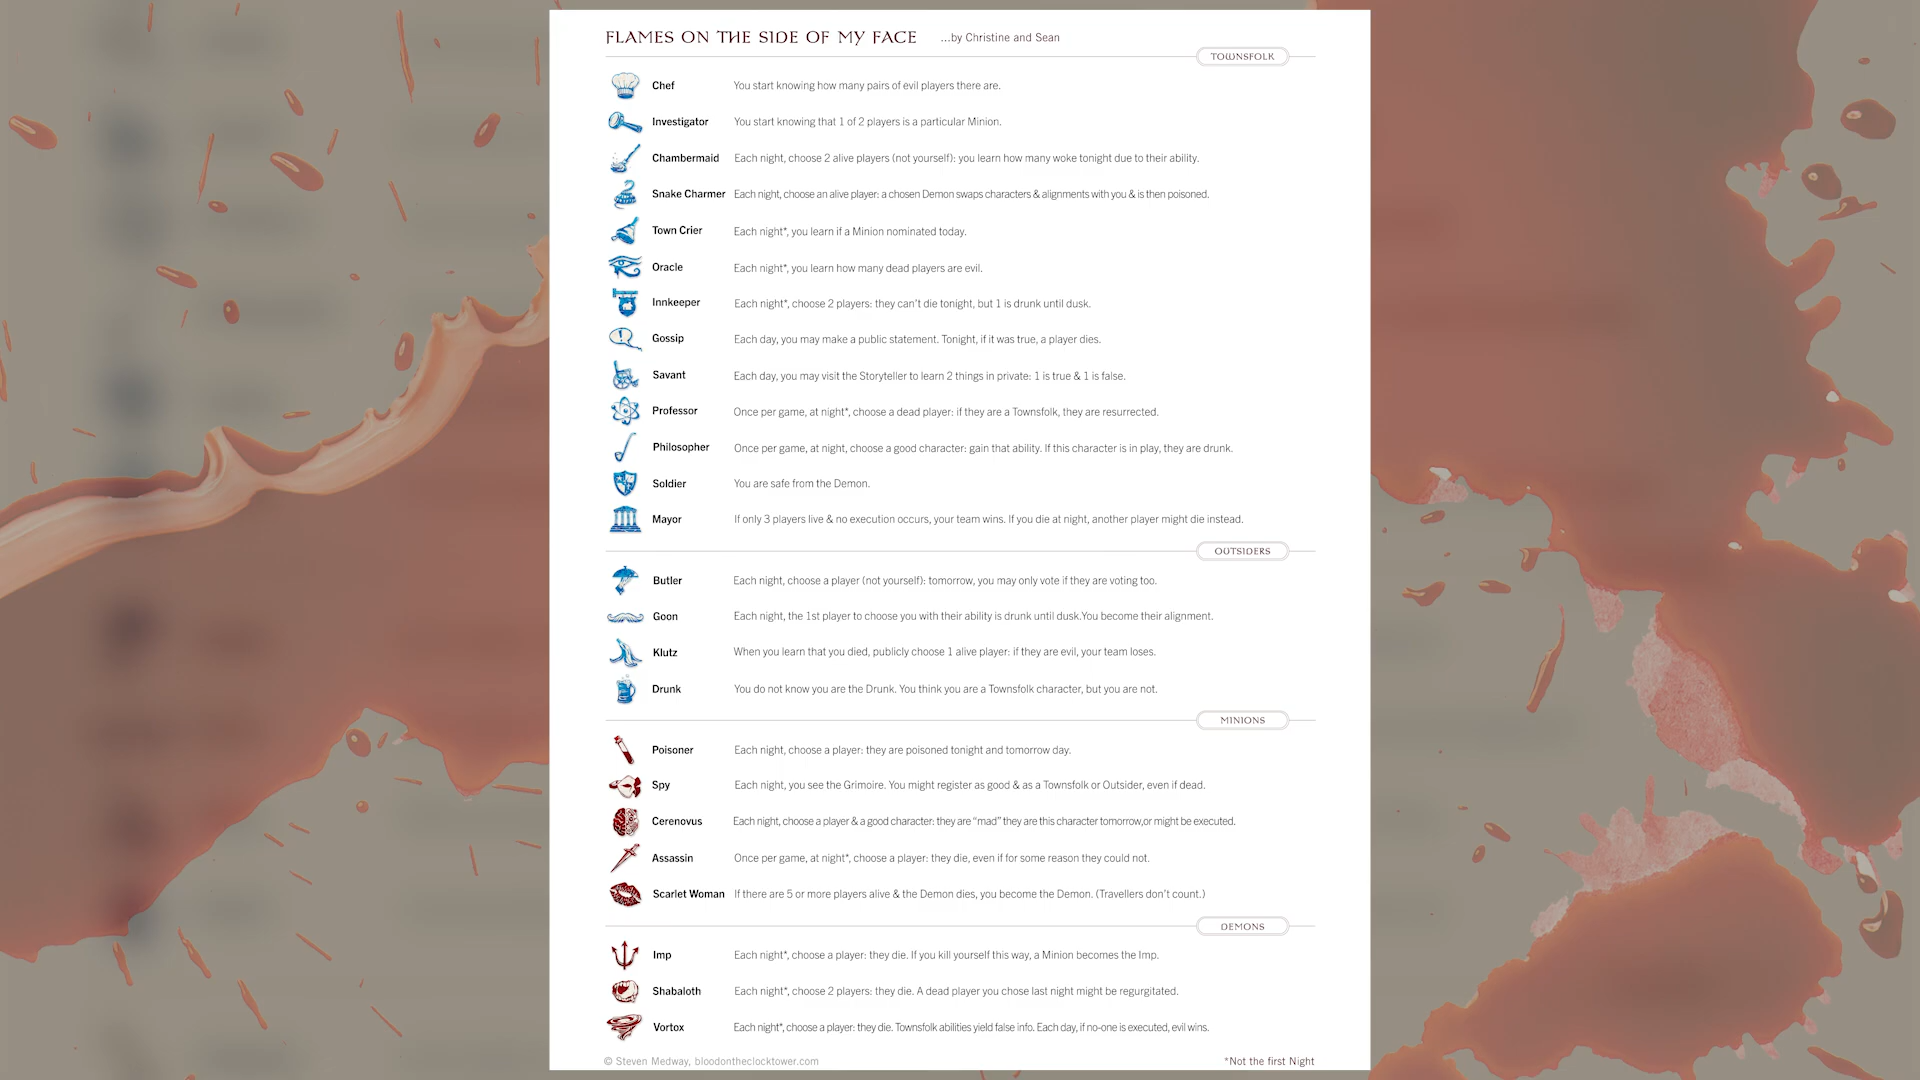 FLAMES ON THE SIDE OF MY FACE ...by Christine and Sean
TOWNSFOLK
Chef You start knowing how many pairs of evil players there are.
Investigator You start knowing that 1 of 2 players is a particular Minion.
Chambermaid Each night, choose 2 alive players (not yourself): you learn how many woke tonight due to their ability.
Snake Charmer Each night, choose an alive player: a chosen Demon swaps characters & alignments with you & is then poisoned.
Town Crier Each night*, you learn if a Minion nominated today.
Oracle Each night*, you learn how many dead players are evil.
Innkeeper Each night*, choose 2 players: they can't die tonight, but 1 is drunk until dusk.
Gossip Each day, you may make a public statement. Tonight, if it was true, a player dies.
Savant Each day, you may visit the Storyteller to learn 2 things in private: 1 is true & 1 is false.
Professor Once per game, at night*, choose a dead player: if they are a Townsfolk, they are resurrected.
Philosopher Once per game, at night, choose a good character: gain that ability. If this character is in play, they are drunk.
Soldier You are safe from the Demon.
Mayor If only 3 players live & no execution occurs, your team wins. If you die at night, another player might die instead.
OUTSIDERS
Butler Each night, choose a player (not yourself): tomorrow, you may only vote if they are voting too.
Goon Each night, the 1st player to choose you with their ability is drunk until dusk.You become their alignment.
Klutz When you learn that you died, publicly choose 1 alive player: if they are evil, your team loses.
Drunk You do not know you are the Drunk. You think you are a Townsfolk character, but you are not.
MINIONS
Poisoner Each night, choose a player: they are poisoned tonight and tomorrow day.
Spy Each night, you see the Grimoire. You might register as good & as a Townsfolk or Outsider, even if dead.
Cerenovus Each night, choose a player & a good character: they are “mad” they are this character tomorrow,or might be executed.
Assassin Once per game, at night*, choose a player: they die, even if for some reason they could not.
Scarlet Woman If there are 5 or more players alive & the Demon dies, you become the Demon. (Travellers don't count.)
DEMONS
Imp Each night*, choose a player: they die. If you kill yourself this way, a Minion becomes the Imp.
Shabaloth Each night*, choose 2 players: they die. A dead player you chose last night might be regurgitated.
Vortox Each night*, choose a player: they die. Townsfolk abilities yield false info. Each day, if no-one is executed, evil wins.
© Steven Medway, bloodontheclocktower.com *Not the first Night